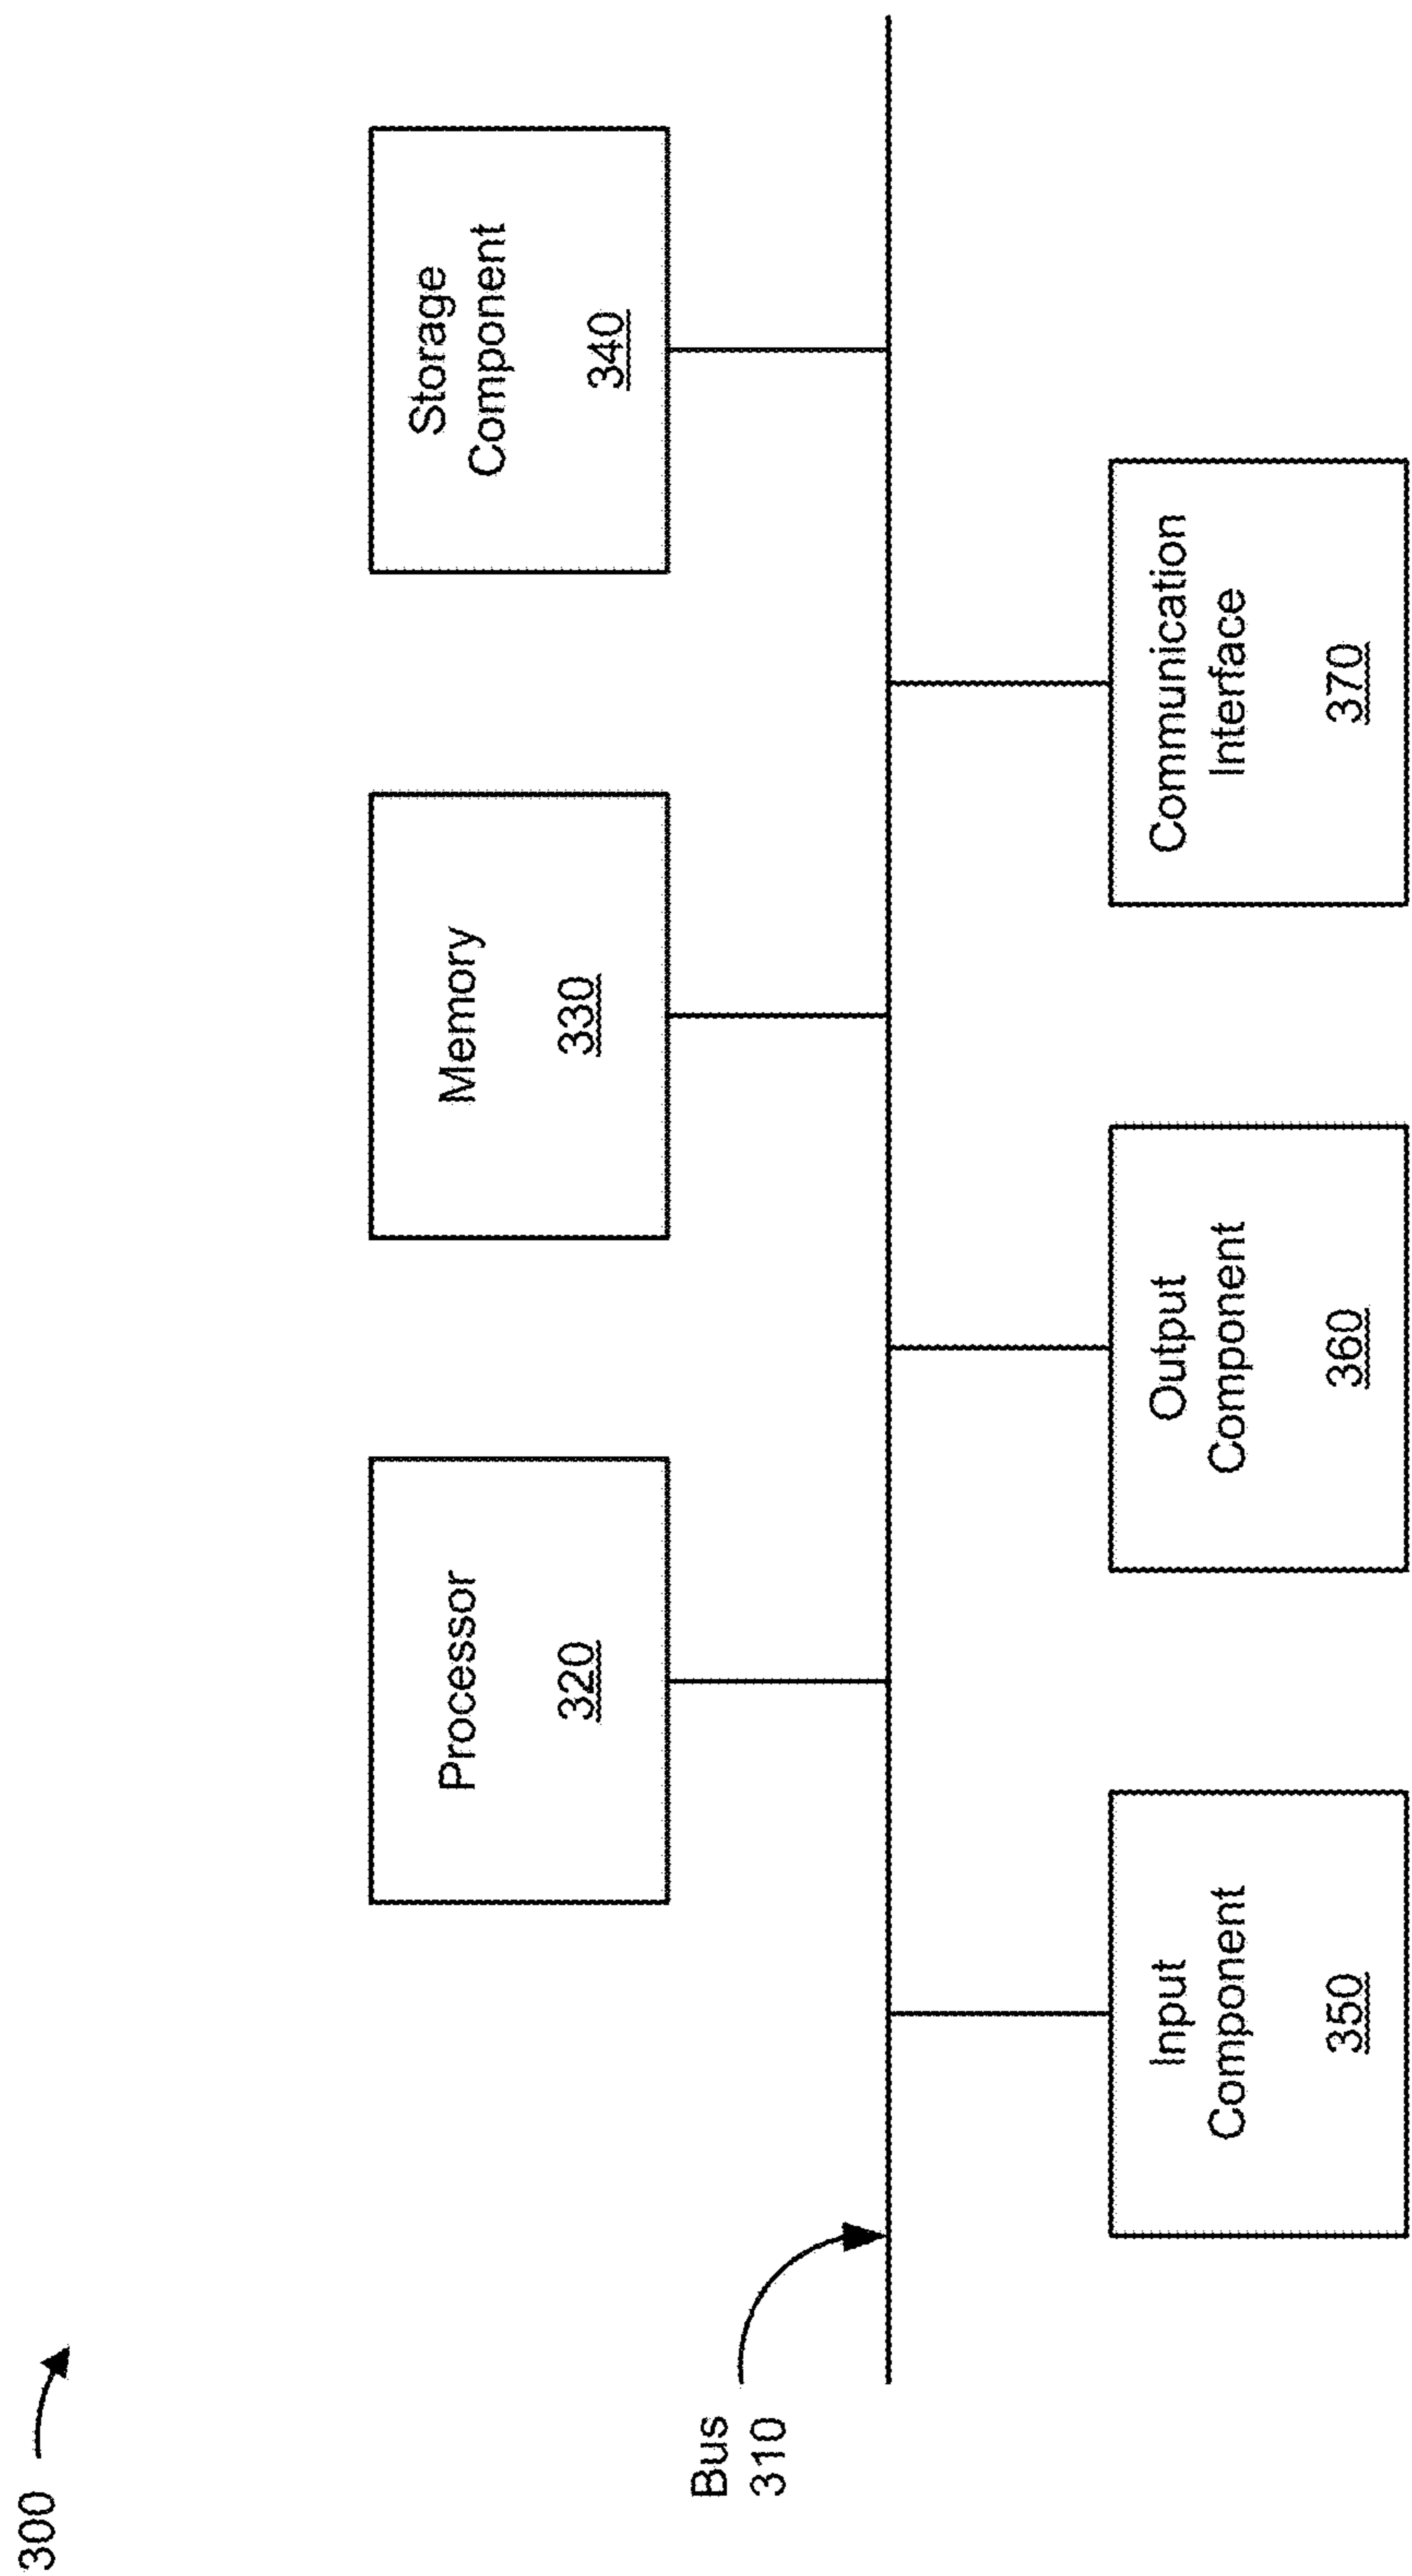 300
Bus
310
Processor
320
Memory
330
Storage
Component
340
Input
Component
350
Output
Component
360
Communication
Interface
370